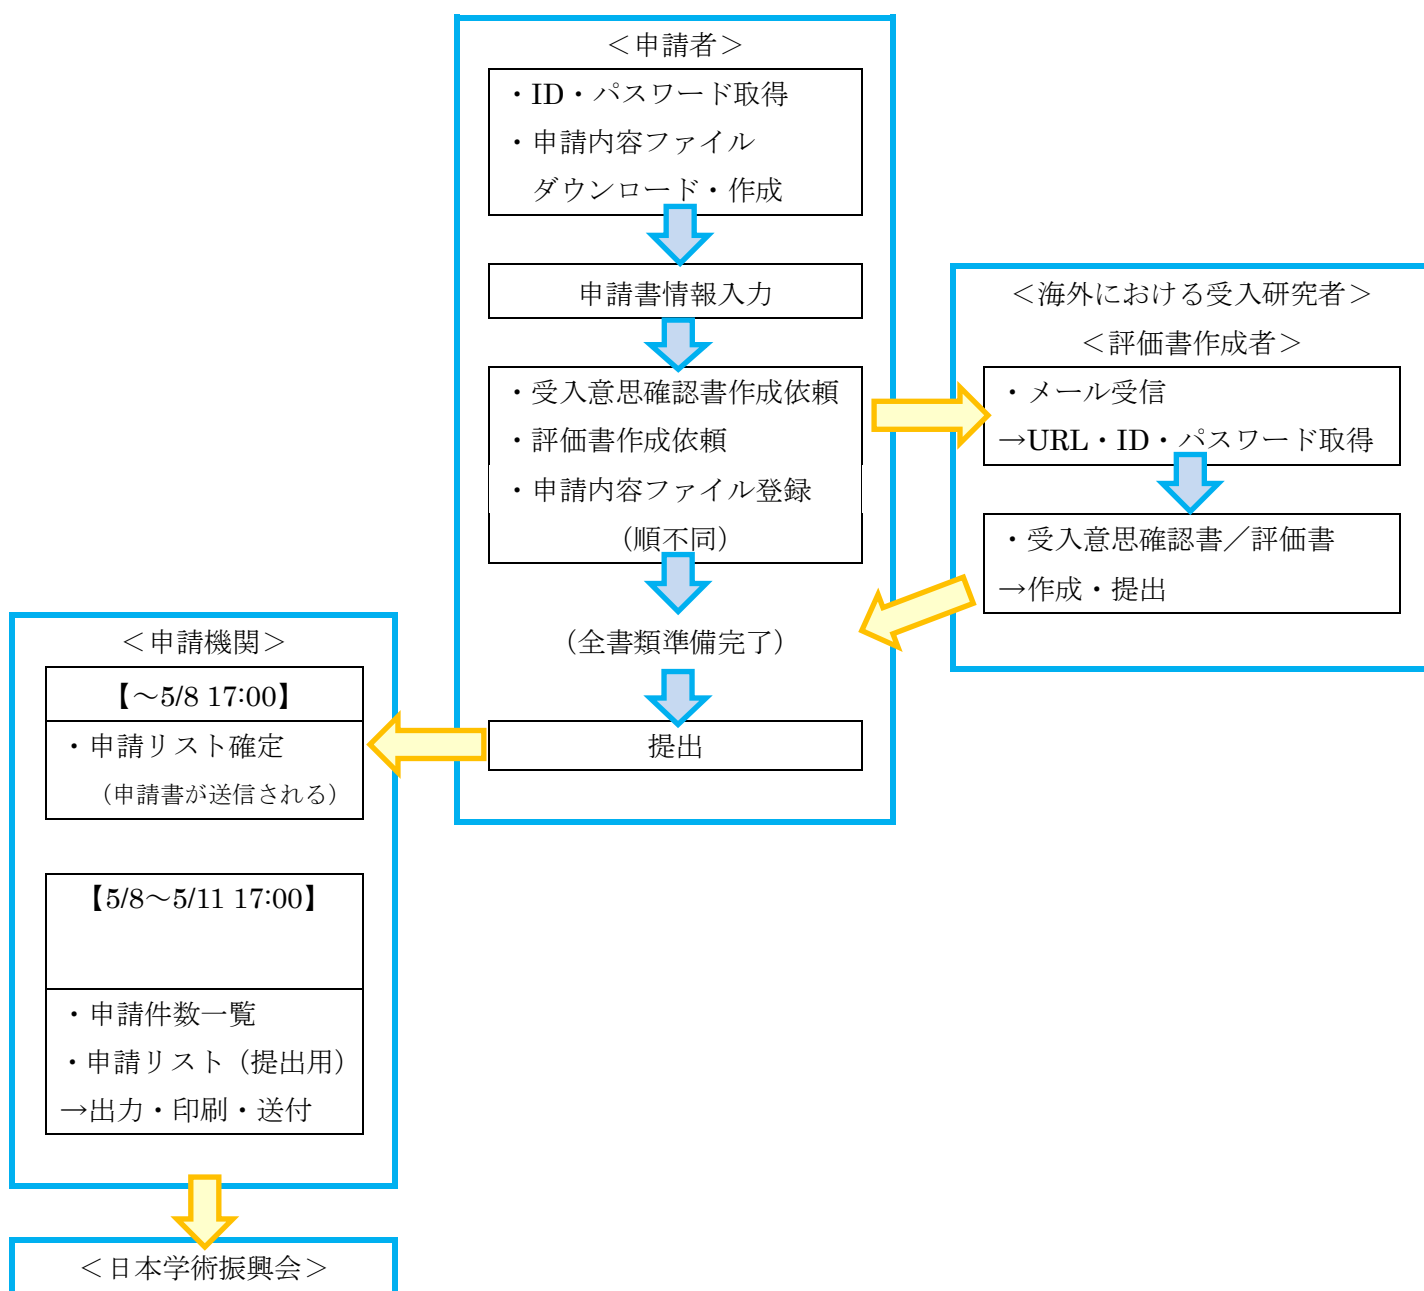 ＜申請者＞
・ID・パスワード取得
・申請内容ファイル
ダウンロード・作成
申請書情報入力
・受入意思確認書作成依頼
・評価書作成依頼
・申請内容ファイル登録
（順不同）
（全書類準備完了）
提出
＜海外における受入研究者＞
＜評価書作成者＞
・メール受信
→URL・ID・パスワード取得
・受入意思確認書／評価書
→作成・提出
＜申請機関＞
【～5/8 17:00】
・申請リスト確定
（申請書が送信される）
【5/8～5/11 17:00】
・申請件数一覧
・申請リスト（提出用）
→出力・印刷・送付
＜日本学術振興会＞